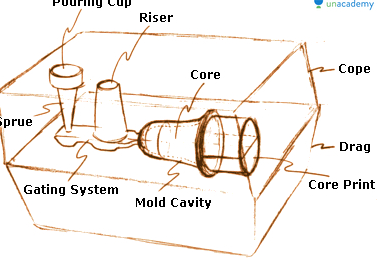 unacademy
Pouring Cup
Riser
Core
Cope
Sprue
Drag
Gating System
Mold Cavity
Core Print